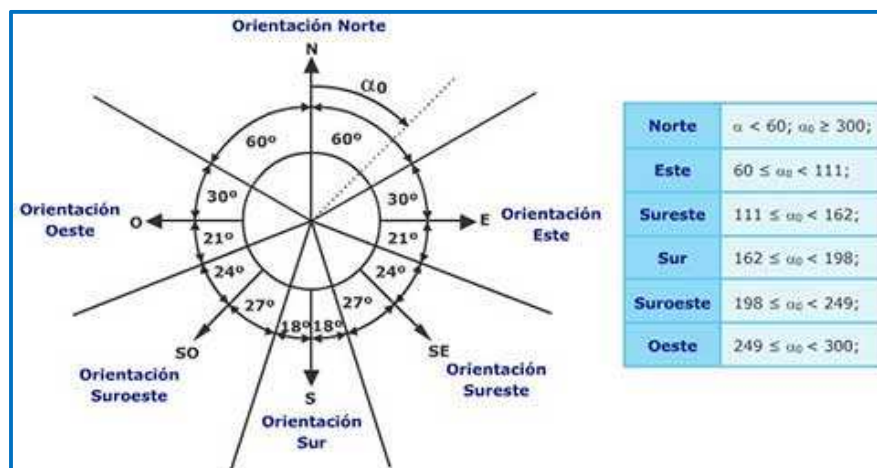 Orientación Norte
N
α₀
60º 60º
30º 30º
Orientación Oeste
O
E
Orientación Este
21º 21º
24º 24º
27º 27º
18º 18º
SO
SE
Orientación Suroeste
S
Orientación Sureste
Orientación Sur
Norte α < 60; α₀ ≥ 300;
Este 60 ≤ α₀ < 111;
Sureste 111 ≤ α₀ < 162;
Sur 162 ≤ α₀ < 198;
Suroeste 198 ≤ α₀ < 249;
Oeste 249 ≤ α₀ < 300;